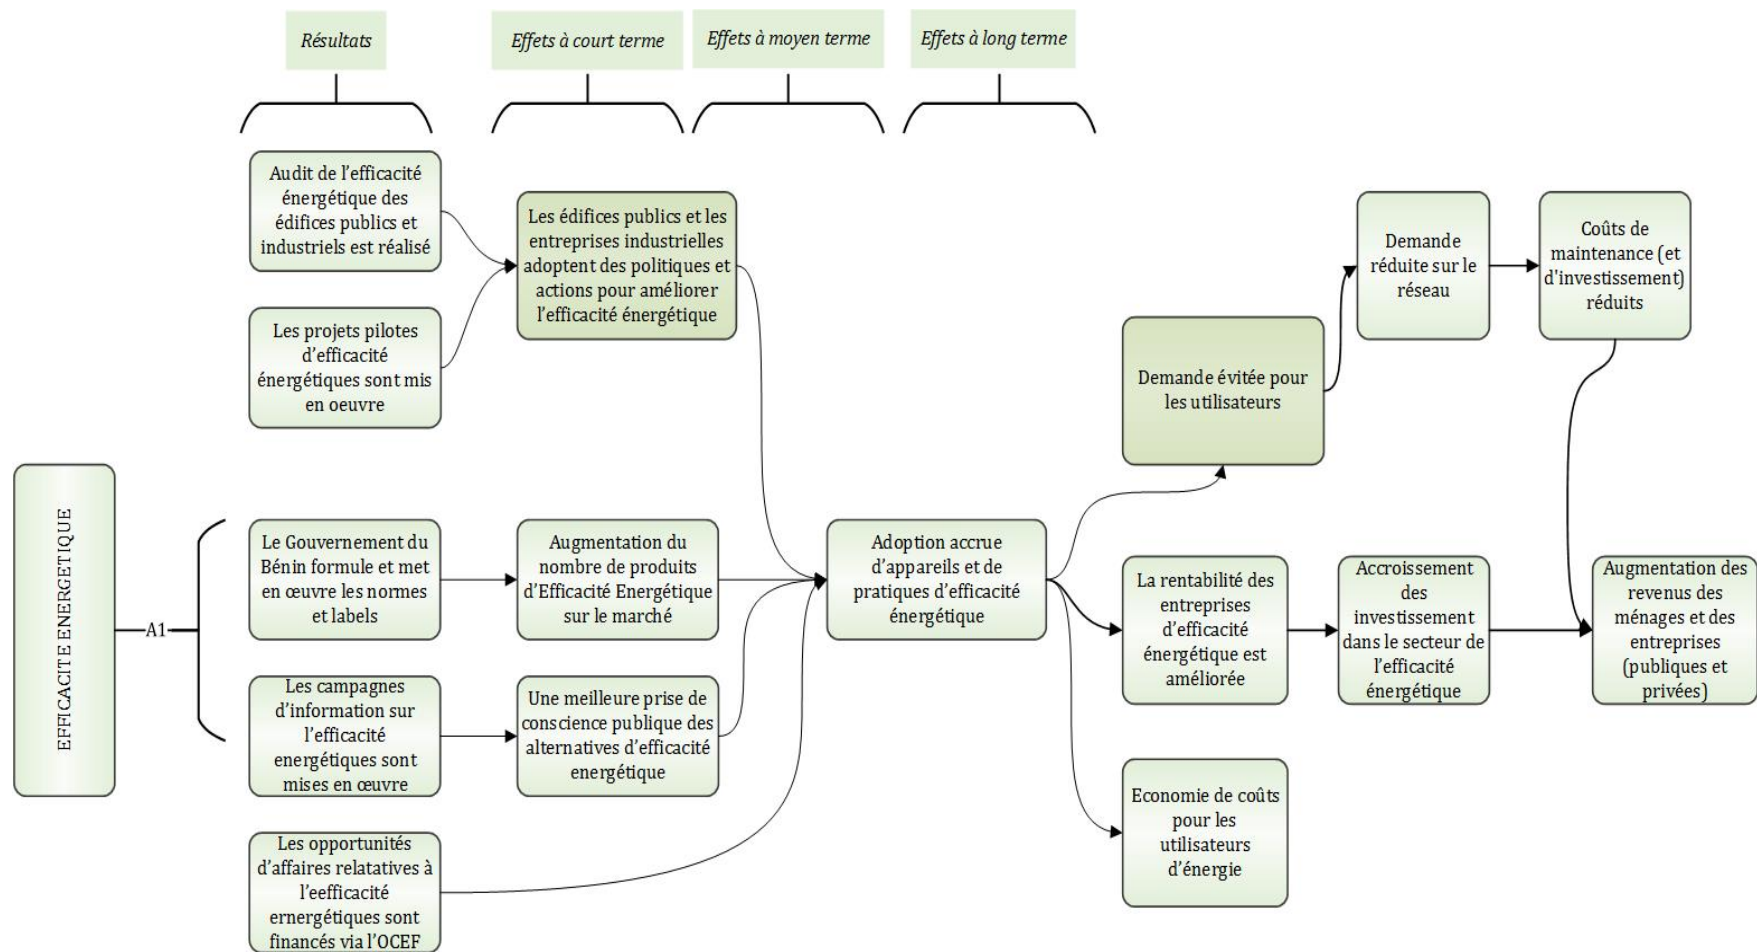 Résultats
Effets à court terme
Effets à moyen terme
Effets à long terme
Audit de l'efficacité
énergétique des
édifices publics et
industriels est réalisé
Les projets pilotes
d'efficacité
énergétiques sont mis
en oeuvre
Les édifices publics et les
entreprises industrielles
adoptent des politiques et
actions pour améliorer
l'efficacité énergétique
Demande
réduite sur le
réseau
Coûts de
maintenance (et
d'investissement)
réduits
Demande évitée pour
les utilisateurs
EFFICACITE ENERGETIQUE
A1
Le Gouvernement du
Bénin formule et met
en œuvre les normes
et labels
Augmentation du
nombre de produits
d'Efficacité Energétique
sur le marché
Adoption accrue
d'appareils et de
pratiques d'efficacité
énergétique
La rentabilité des
entreprises
d'efficacité
énergétique est
améliorée
Accroissement
des
investissement
dans le secteur de
l'efficacité
énergétique
Augmentation des
revenus des
ménages et des
entreprises
(publiques et
privées)
Les campagnes
d'information sur
l'efficacité
energétiques sont
mises en œuvre
Une meilleure prise de
conscience publique des
alternatives d'efficacité
energétique
Economie de coûts
pour les
utilisateurs
d'énergie
Les opportunités
d'affaires relatatives à
l'eefficacité
ernergétiques sont
financés via l'OCEF